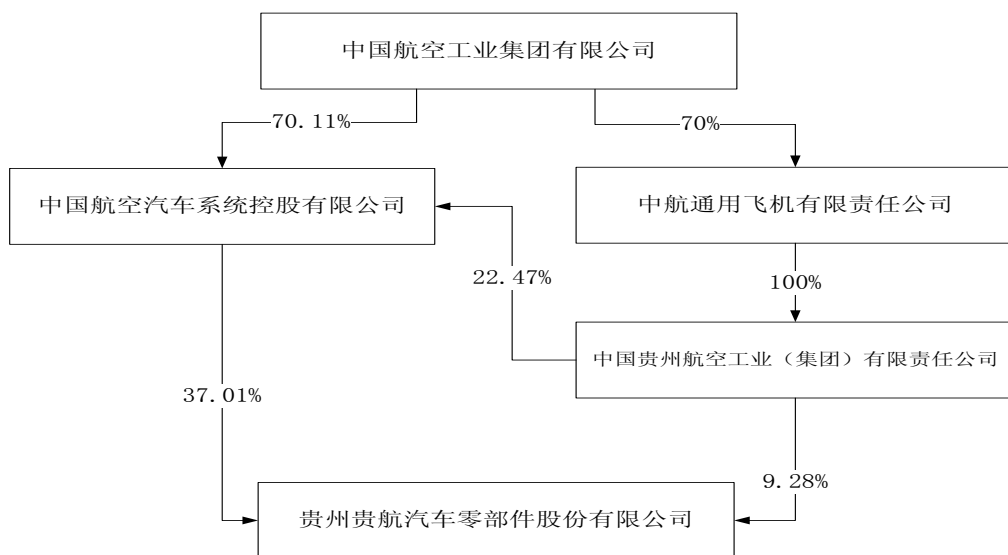 中国航空工业集团有限公司
70.11%
70%
中国航空汽车系统控股有限公司
中航通用飞机有限责任公司
22.47%
100%
中国贵州航空工业（集团）有限责任公司
37.01%
9.28%
贵州贵航汽车零部件股份有限公司